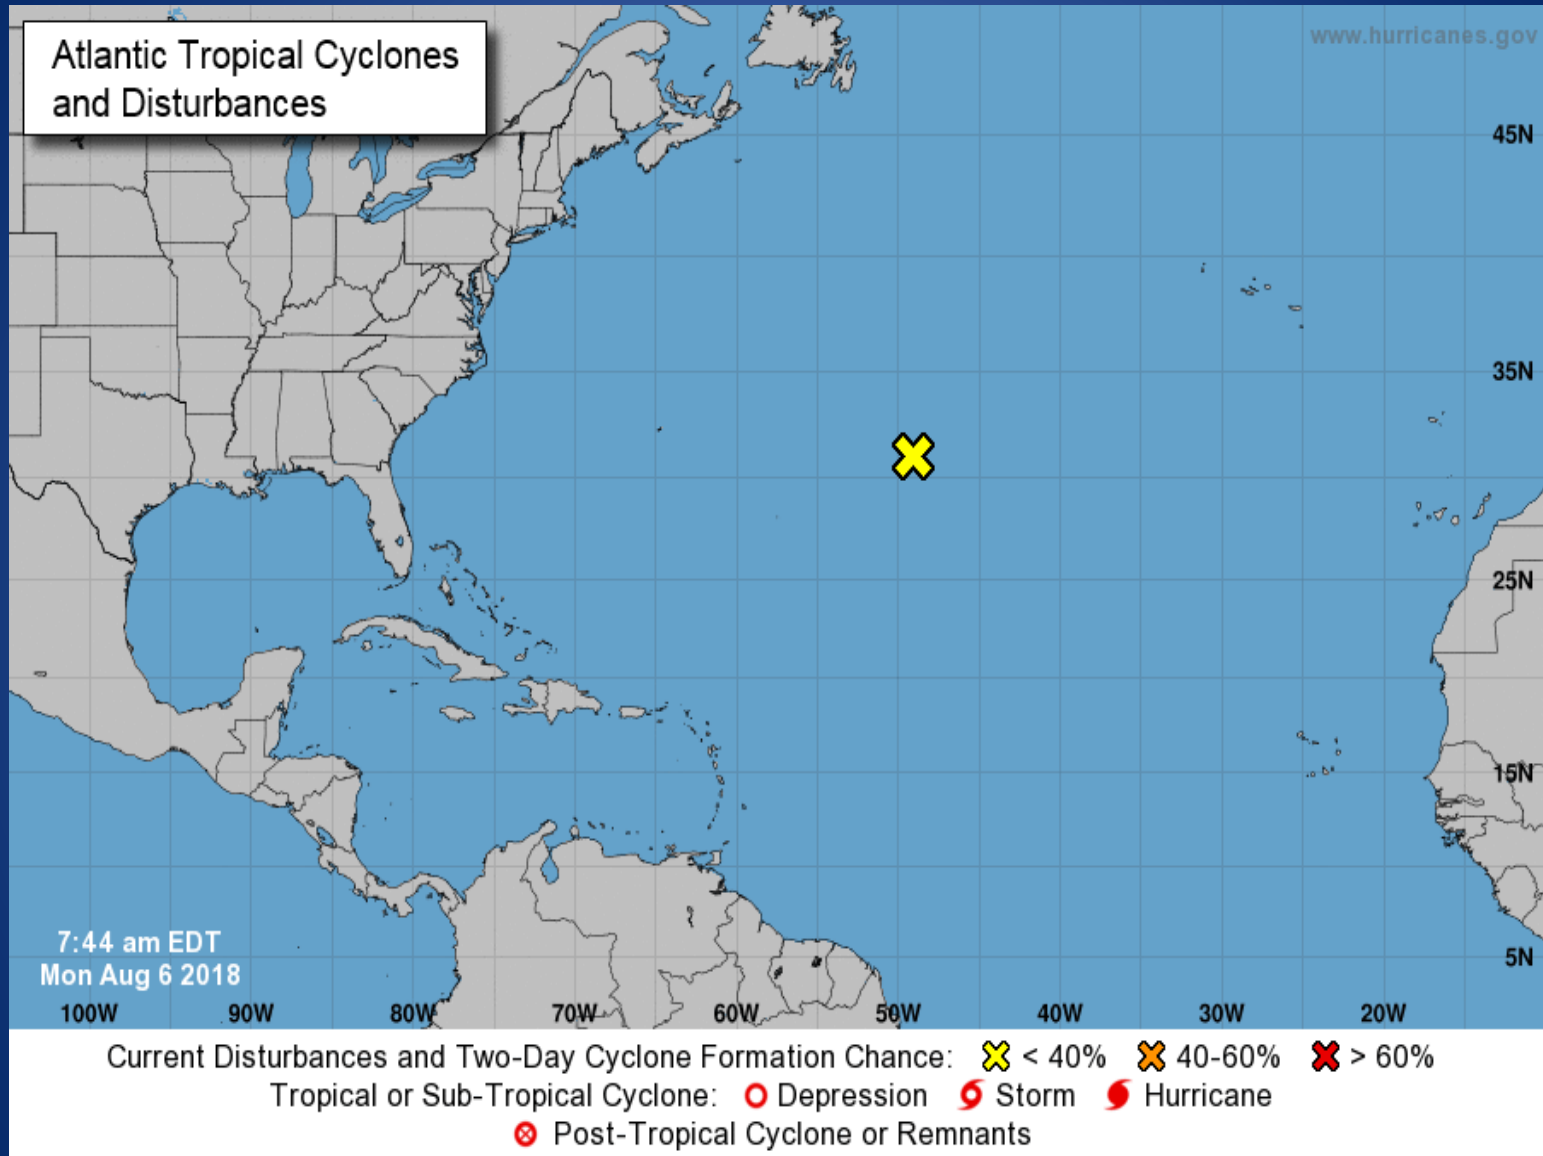 Atlantic Tropical Cyclones
and Disturbances
www.hurricanes.gov
45N
35N
25N
15N
5N
7:44 am EDT
Mon Aug 6 2018
100W 90W 80W 70W 60W 50W 40W 30W 20W
Current Disturbances and Two-Day Cyclone Formation Chance: < 40% 40-60% > 60%
Tropical or Sub-Tropical Cyclone: Depression Storm Hurricane
Post-Tropical Cyclone or Remnants